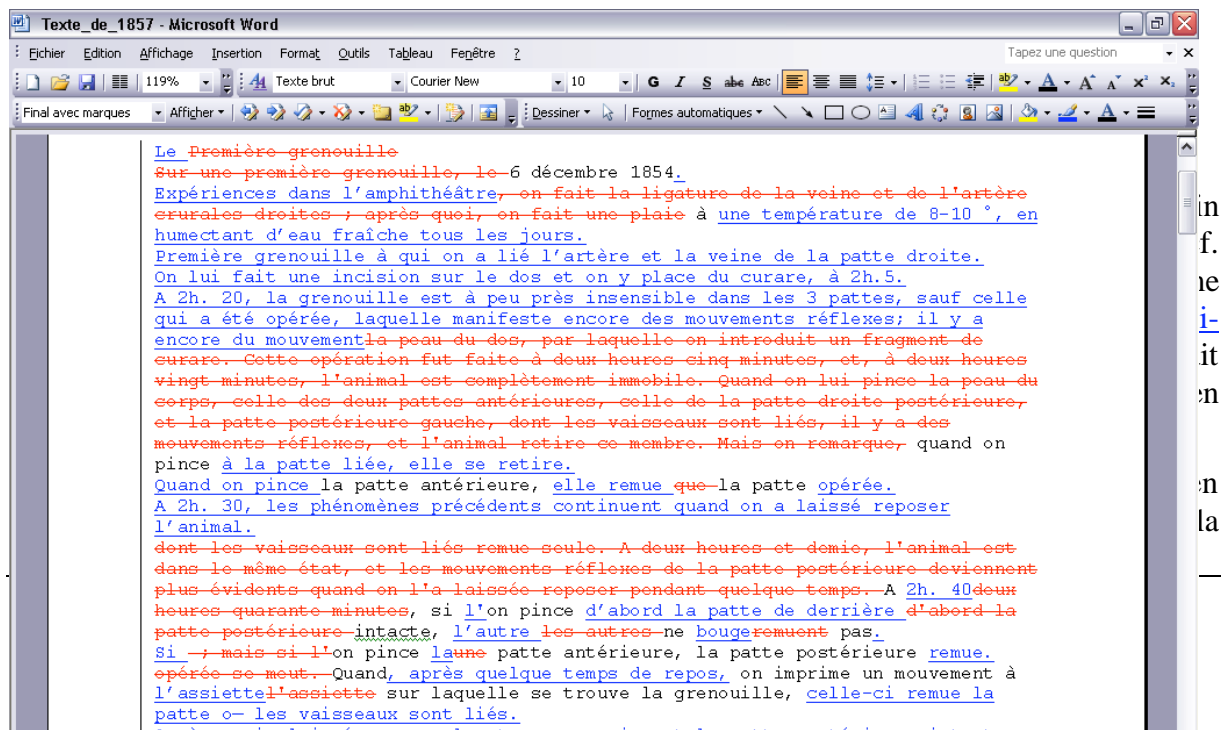 Texte_de_1857 - Microsoft Word
Fichier Edition Affichage Insertion Format Outils Tableau Fenêtre ? Tapez une question
119% Texte brut Courier New 10 G I S abc ABC
Final avec marques Afficher Dessiner Formes automatiques
Le Première grenouille
Sur une première grenouille, le 6 décembre 1854.
Expériences dans l’amphithéâtre, on fait la ligature de la veine et de l'artère
crurales droites ; après quoi, on fait une plaie à une température de 8-10 °, en
humectant d’eau fraîche tous les jours.
Première grenouille à qui on a lié l’artère et la veine de la patte droite.
On lui fait une incision sur le dos et on y place du curare, à 2h.5.
A 2h. 20, la grenouille est à peu près insensible dans les 3 pattes, sauf celle
qui a été opérée, laquelle manifeste encore des mouvements réflexes; il y a
encore du mouvementla peau du dos, par laquelle on introduit un fragment de
curare. Cette opération fut faite à deux heures cinq minutes, et, à deux heures
vingt minutes, l'animal est complètement immobile. Quand on lui pince la peau du
corps, celle des deux pattes antérieures, celle de la patte droite postérieure,
et la patte postérieure gauche, dont les vaisseaux sont liés, il y a des
mouvements réflexes, et l'animal retire ce membre. Mais on remarque, quand on
pince à la patte liée, elle se retire.
Quand on pince la patte antérieure, elle remue que la patte opérée.
A 2h. 30, les phénomènes précédents continuent quand on a laissé reposer
l’animal.
dont les vaisseaux sont liés remue seule. A deux heures et demie, l'animal est
dans le même état, et les mouvements réflexes de la patte postérieure deviennent
plus évidents quand on l'a laissée reposer pendant quelque temps. A 2h. 40deux
heures quarante minutes, si l'on pince d’abord la patte de derrière d'abord la
patte postérieure intacte, l’autre les autres ne bougeremuent pas.
Si ; mais si l'on pince laune patte antérieure, la patte postérieure remue.
opérée se meut. Quand, après quelque temps de repos, on imprime un mouvement à
l’assiettel'assiette sur laquelle se trouve la grenouille, celle-ci remue la
patte o— les vaisseaux sont liés.
in
f.
ne
i-
it
en
en
la